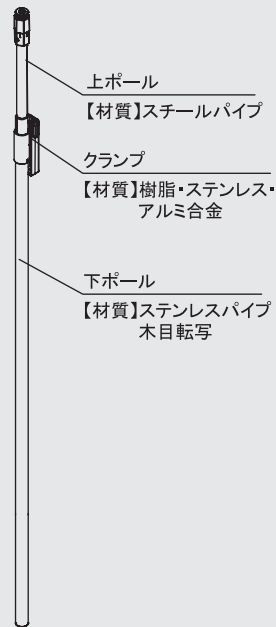 上ポール
【材質】スチールパイプ
クランプ
【材質】樹脂・ステンレス・
アルミ合金
下ポール
【材質】ステンレスパイプ
木目転写